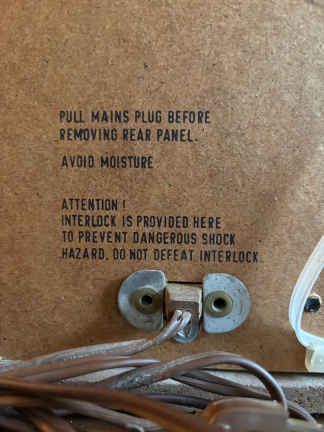 PULL MAINS PLUG BEFORE
REMOVING REAR PANEL.
AVOID MOISTURE
ATTENTION!
INTERLOCK IS PROVIDED HERE
TO PREVENT DANGEROUS SHOCK
HAZARD, DO NOT DEFEAT INTERLOCK